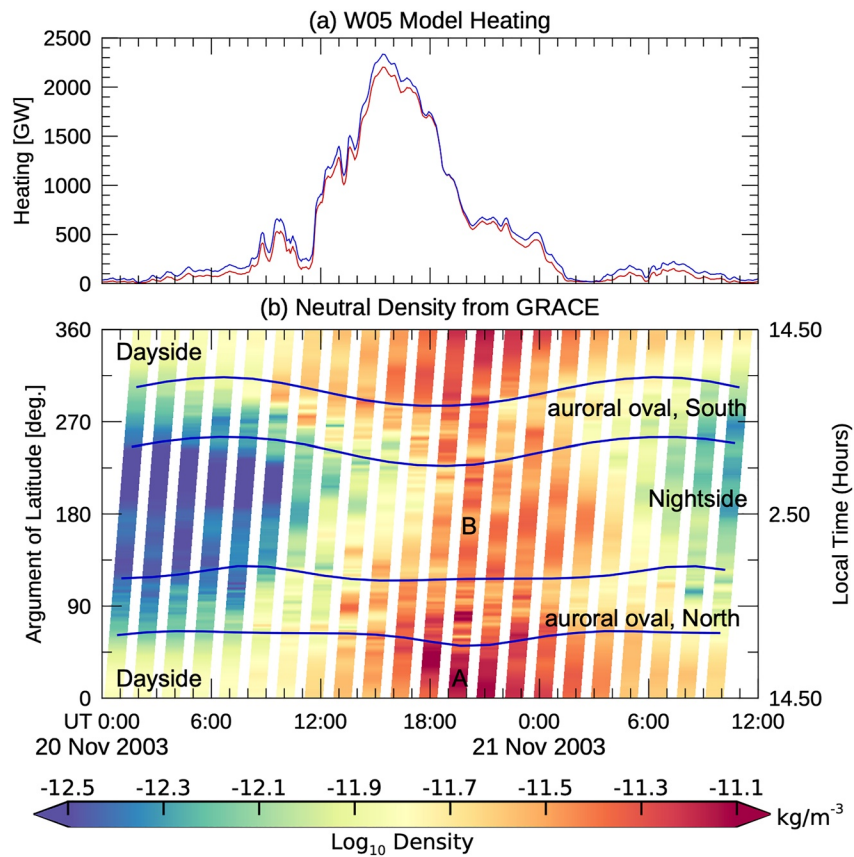 (a) W05 Model Heating
2500
2000
1500
1000
500
0
Heating [GW]
(b) Neutral Density from GRACE
360
270
180
90
0
Argument of Latitude [deg.]
14.50
2.50
14.50
Local Time (Hours)
Dayside
auroral oval, South
Nightside
B
auroral oval, North
Dayside
A
UT 0:00 6:00 12:00 18:00 0:00 6:00 12:00
20 Nov 2003 21 Nov 2003
-12.5 -12.3 -12.1 -11.9 -11.7 -11.5 -11.3 -11.1
kg/m⁻³
Log₁₀ Density